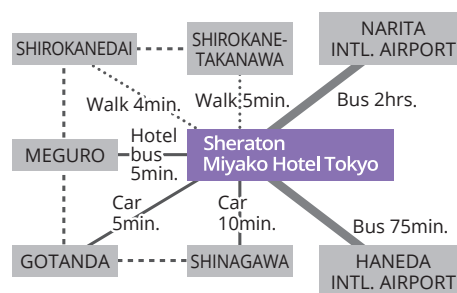 SHIROKANEDAI
SHIROKANE-
TAKANAWA
NARITA
INTL. AIRPORT
Walk 4min.
Walk 5min.
Bus 2hrs.
MEGURO
Hotel
bus
5min.
Sheraton
Miyako Hotel Tokyo
Car
5min.
Car
10min.
Bus 75min.
GOTANDA
SHINAGAWA
HANEDA
INTL. AIRPORT